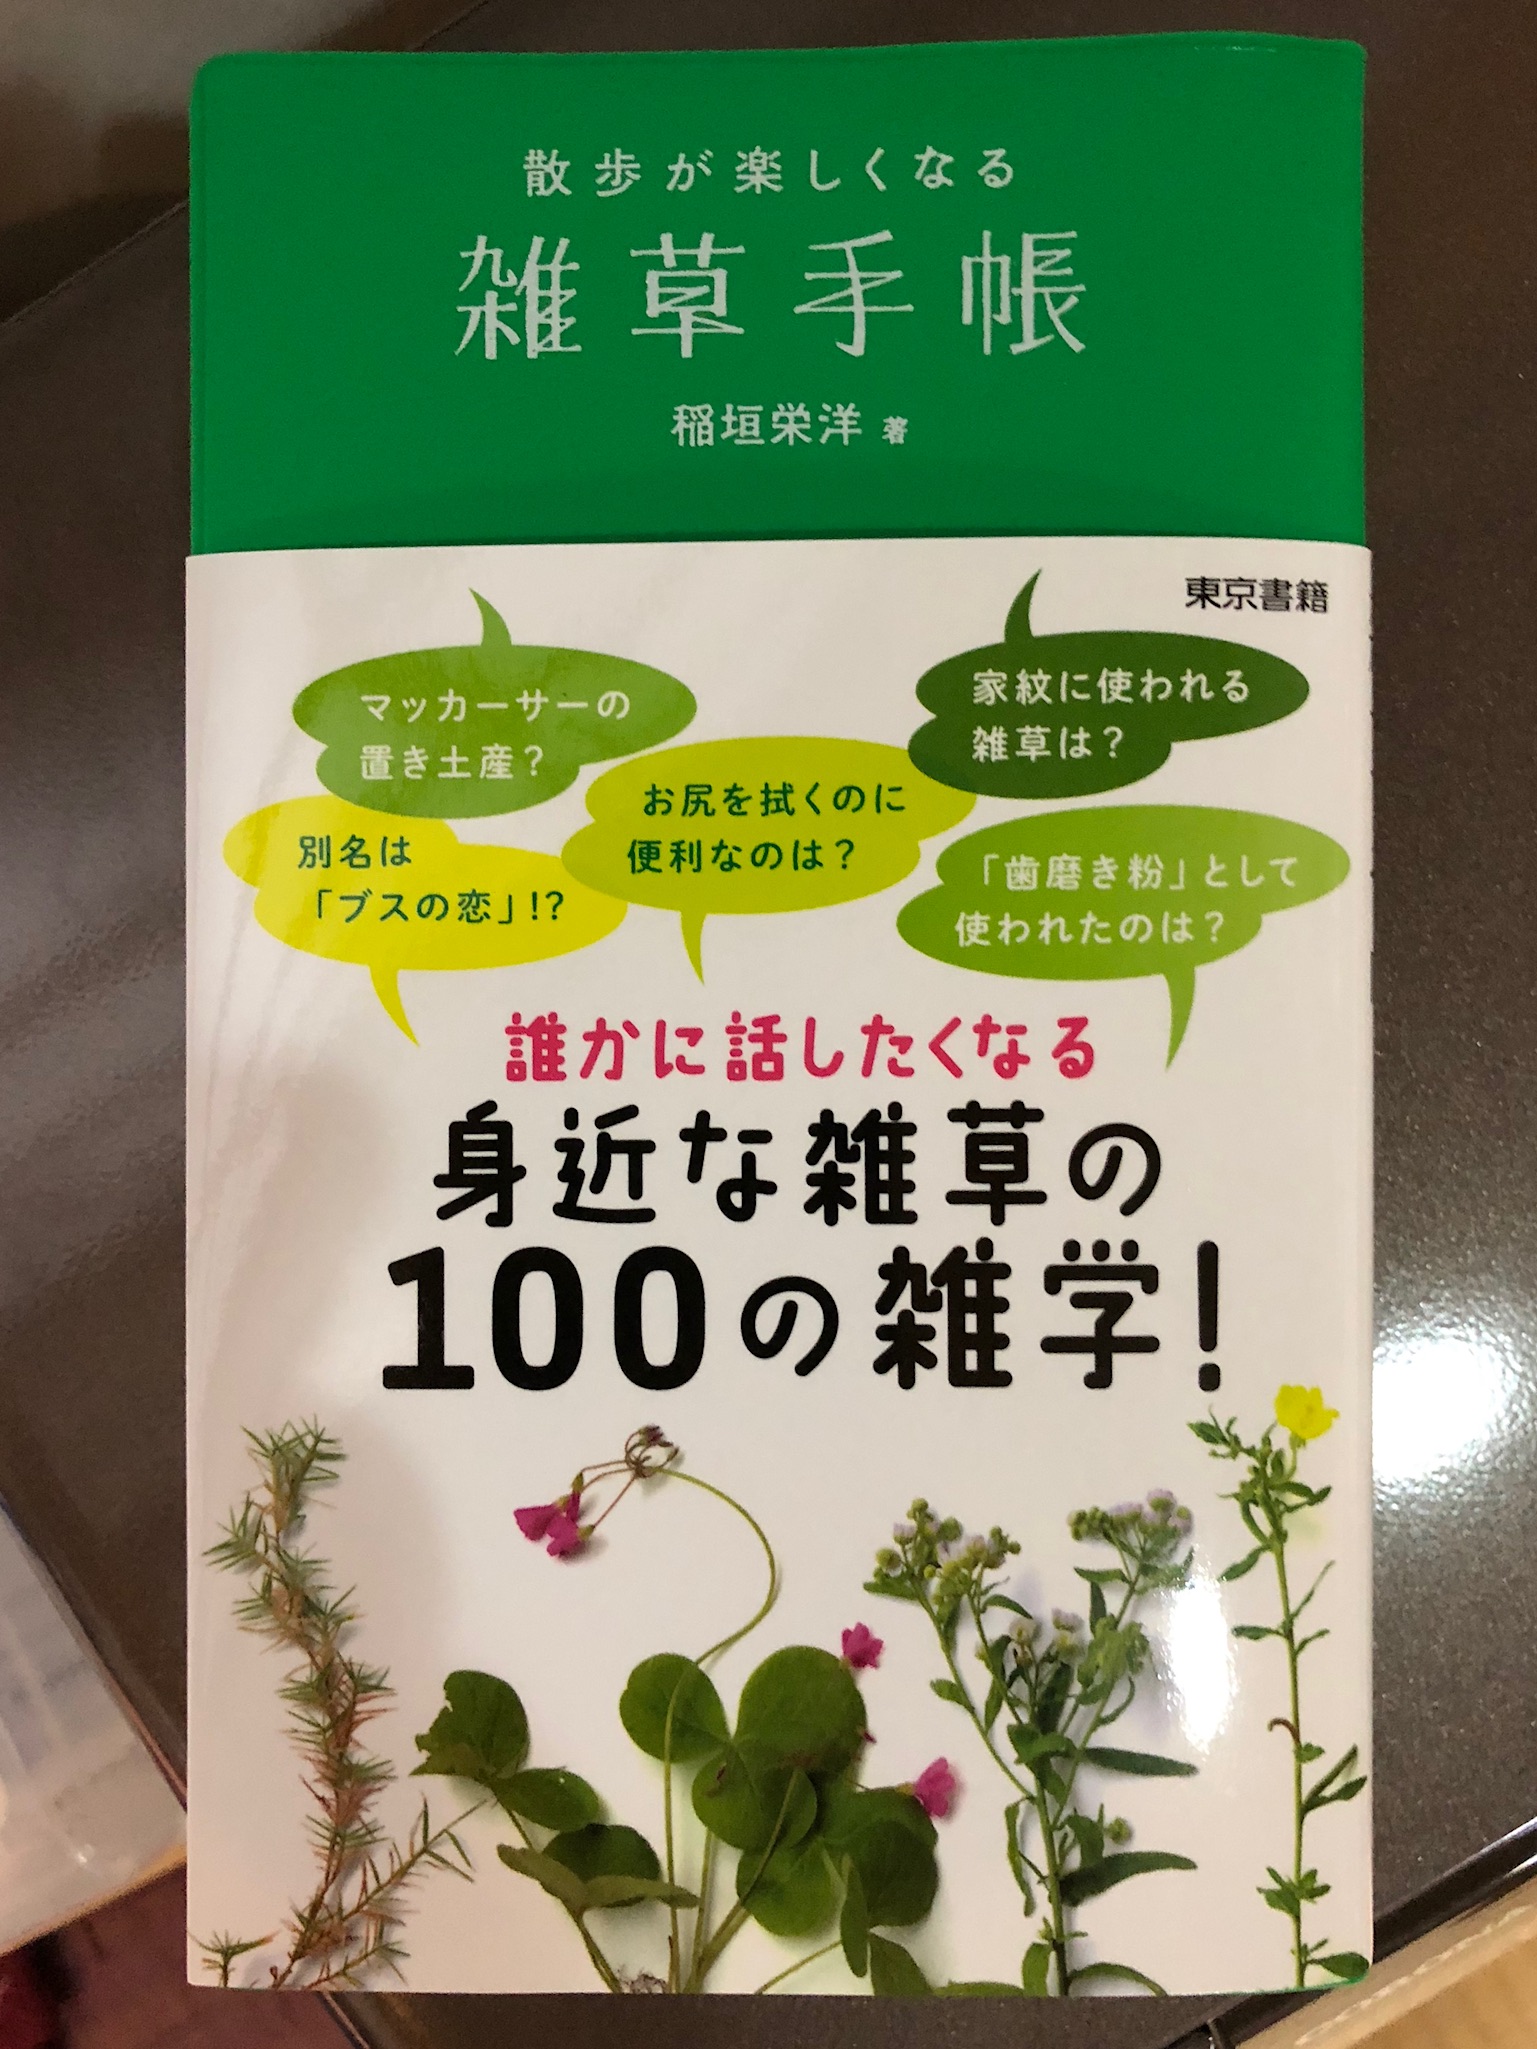 散歩が楽しくなる
雑草手帳
稲垣栄洋 著
東京書籍
マッカーサーの
置き土産？
家紋に使われる
雑草は？
お尻を拭くのに
便利なのは？
別名は
「ブスの恋」!?
「歯磨き粉」として
使われたのは？
誰かに話したくなる
身近な雑草の
100の雑学！